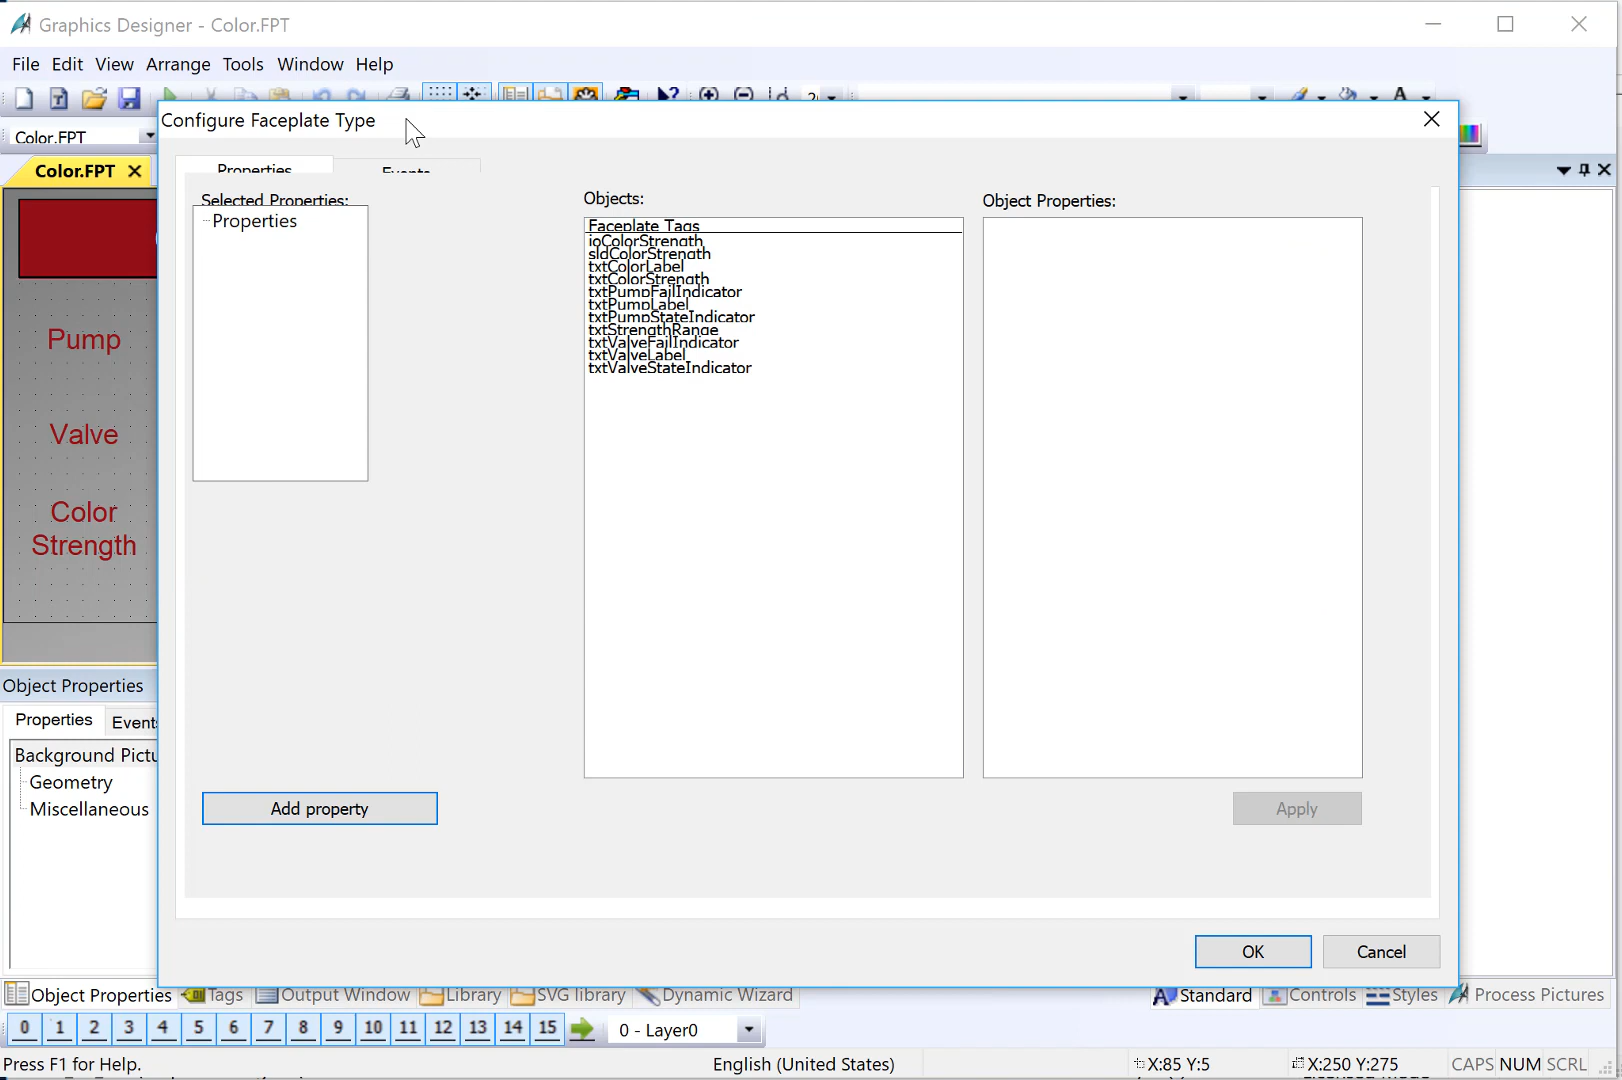 Graphics Designer - Color.FPT
File Edit View Arrange Tools Window Help
Color.FPT
Configure Faceplate Type
Color.FPT
Properties Events
Selected Properties: Objects: Object Properties:
Properties
Faceplate Tags
ioColorStrength
sldColorStrength
txtColorLabel
txtColorStrength
txtPumpFailIndicator
txtPumpLabel
txtPumpStateIndicator
txtStrengthRange
txtValveFailIndicator
txtValveLabel
txtValveStateIndicator
Pump
Valve
Color
Strength
Object Properties
Properties Events
Background Pictu
Geometry
Miscellaneous
Add property Apply
OK Cancel
Object Properties Tags Output Window Library SVG library Dynamic Wizard Standard Controls Styles Process Pictures
0 1 2 3 4 5 6 7 8 9 10 11 12 13 14 15 0 - Layer0
Press F1 for Help. English (United States) X:85 Y:5 X:250 Y:275 CAPS NUM SCRL